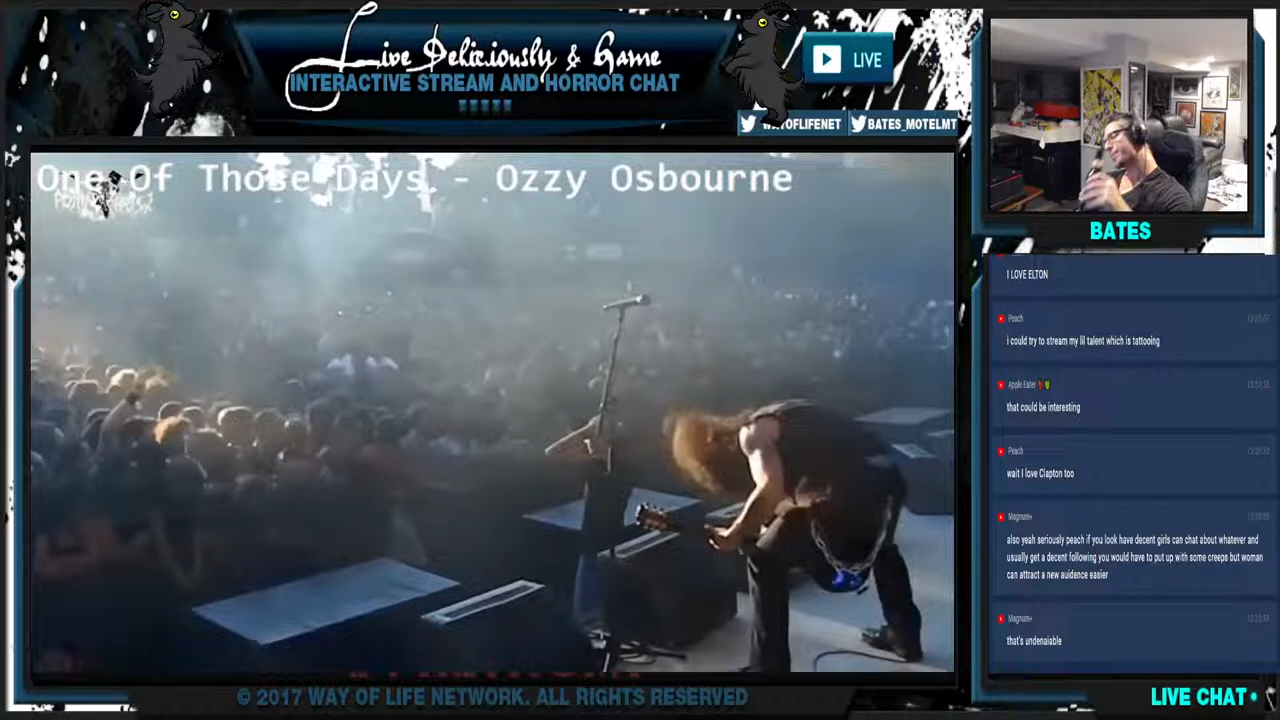 Live Deliciously & Game
INTERACTIVE STREAM AND HORROR CHAT
LIVE
WAYOFLIFENET
BATES_MOTELMT
One Of Those Days - Ozzy Osbourne
BATES
I LOVE ELTON
Peach
i could try to stream my lil talent which is tattooing
Apple Eater
that could be interesting
Peach
wait I love Clapton too
Magnum
also yeah seriously peach if you look have decent girls can chat about whatever and
usually get a decent following you would have to put up with some creeps but woman
can attract a new auidence easier
Magnum
that's undenaiable
© 2017 WAY OF LIFE NETWORK. ALL RIGHTS RESERVED
LIVE CHAT